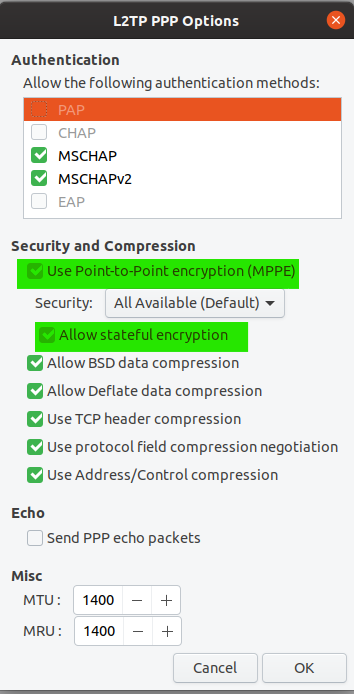 L2TP PPP Options
Authentication
Allow the following authentication methods:
PAP
CHAP
MSCHAP
MSCHAPv2
EAP
Security and Compression
Use Point-to-Point encryption (MPPE)
Security: All Available (Default)
Allow stateful encryption
Allow BSD data compression
Allow Deflate data compression
Use TCP header compression
Use protocol field compression negotiation
Use Address/Control compression
Echo
Send PPP echo packets
Misc
MTU : 1400 − +
MRU : 1400 − +
Cancel OK